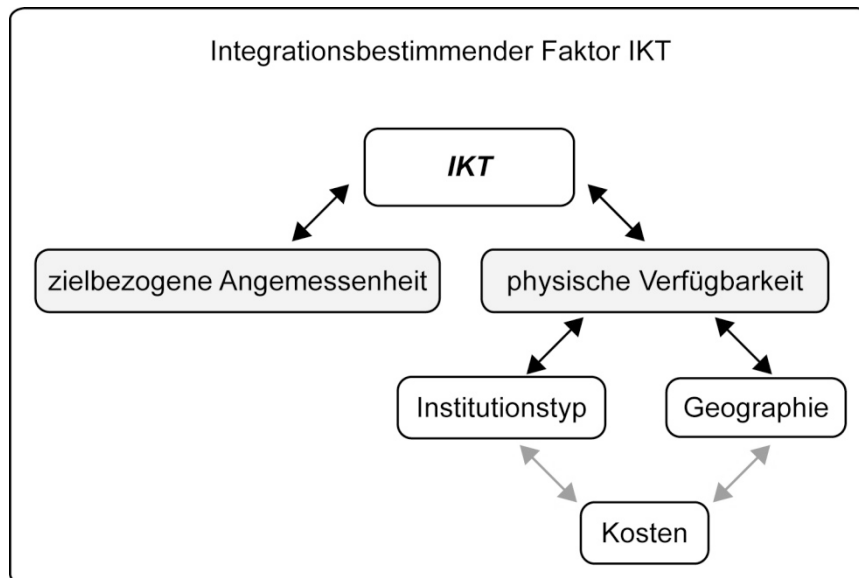 Integrationsbestimmender Faktor IKT
IKT
zielbezogene Angemessenheit
physische Verfügbarkeit
Institutionstyp
Geographie
Kosten